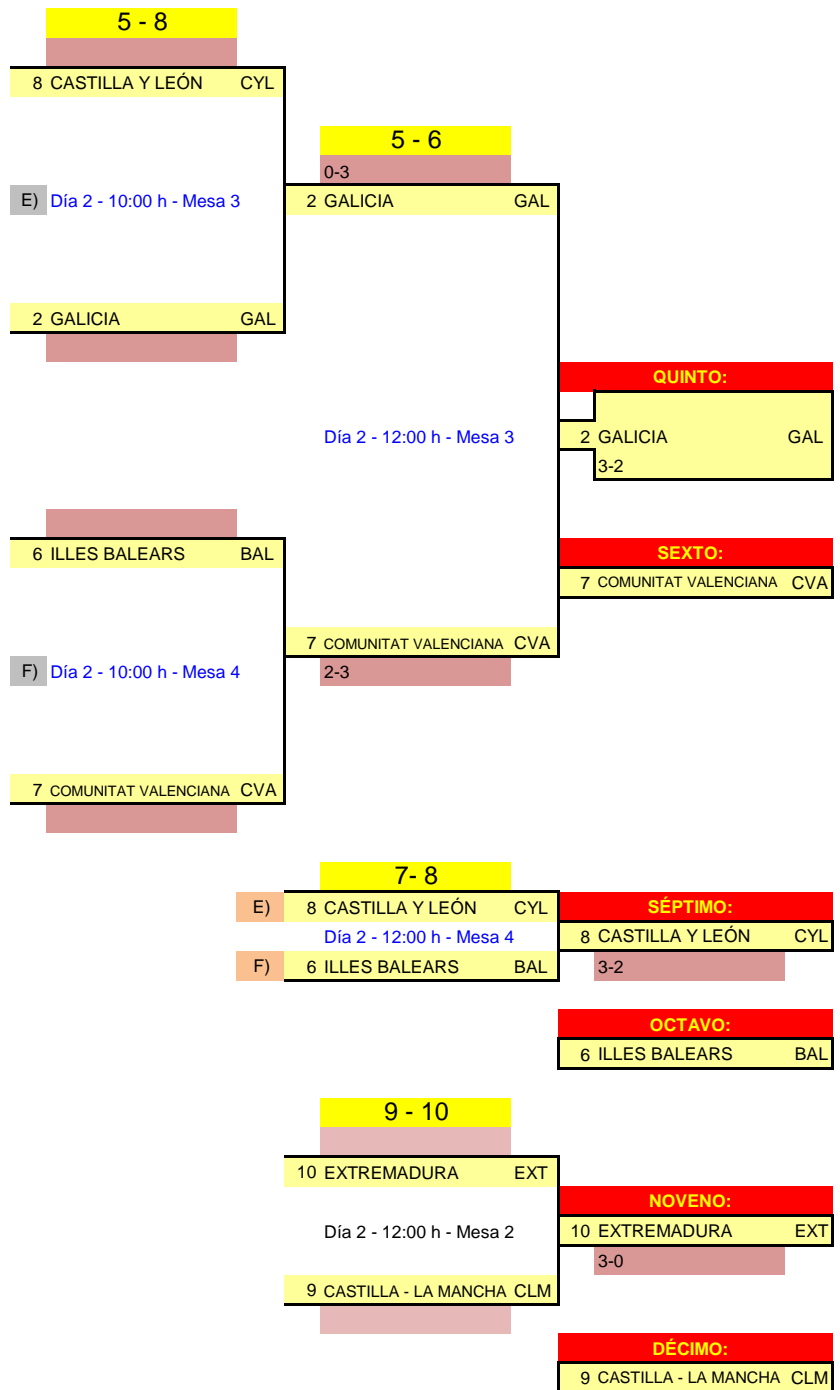 5 - 8
8 CASTILLA Y LEÓN CYL
5 - 6
0-3
E) Día 2 - 10:00 h - Mesa 3
2 GALICIA GAL
2 GALICIA GAL
QUINTO:
Día 2 - 12:00 h - Mesa 3
2 GALICIA GAL
3-2
6 ILLES BALEARS BAL
SEXTO:
7 COMUNITAT VALENCIANA CVA
7 COMUNITAT VALENCIANA CVA
F) Día 2 - 10:00 h - Mesa 4
2-3
7 COMUNITAT VALENCIANA CVA
7- 8
E) 8 CASTILLA Y LEÓN CYL
SÉPTIMO:
Día 2 - 12:00 h - Mesa 4
8 CASTILLA Y LEÓN CYL
F) 6 ILLES BALEARS BAL
3-2
OCTAVO:
6 ILLES BALEARS BAL
9 - 10
10 EXTREMADURA EXT
NOVENO:
Día 2 - 12:00 h - Mesa 2
10 EXTREMADURA EXT
3-0
9 CASTILLA - LA MANCHA CLM
DÉCIMO:
9 CASTILLA - LA MANCHA CLM